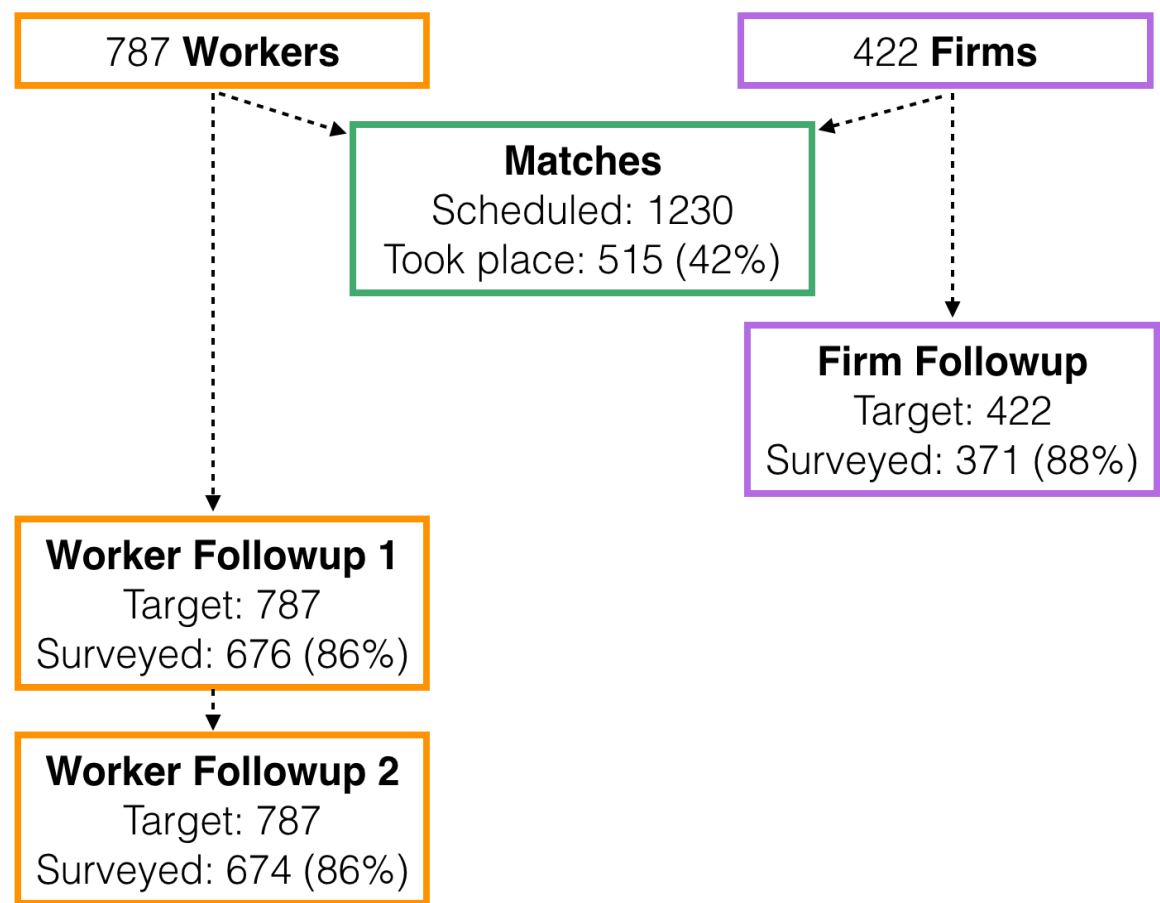 787 Workers
422 Firms
Matches
Scheduled: 1230
Took place: 515 (42%)
Firm Followup
Target: 422
Surveyed: 371 (88%)
Worker Followup 1
Target: 787
Surveyed: 676 (86%)
Worker Followup 2
Target: 787
Surveyed: 674 (86%)